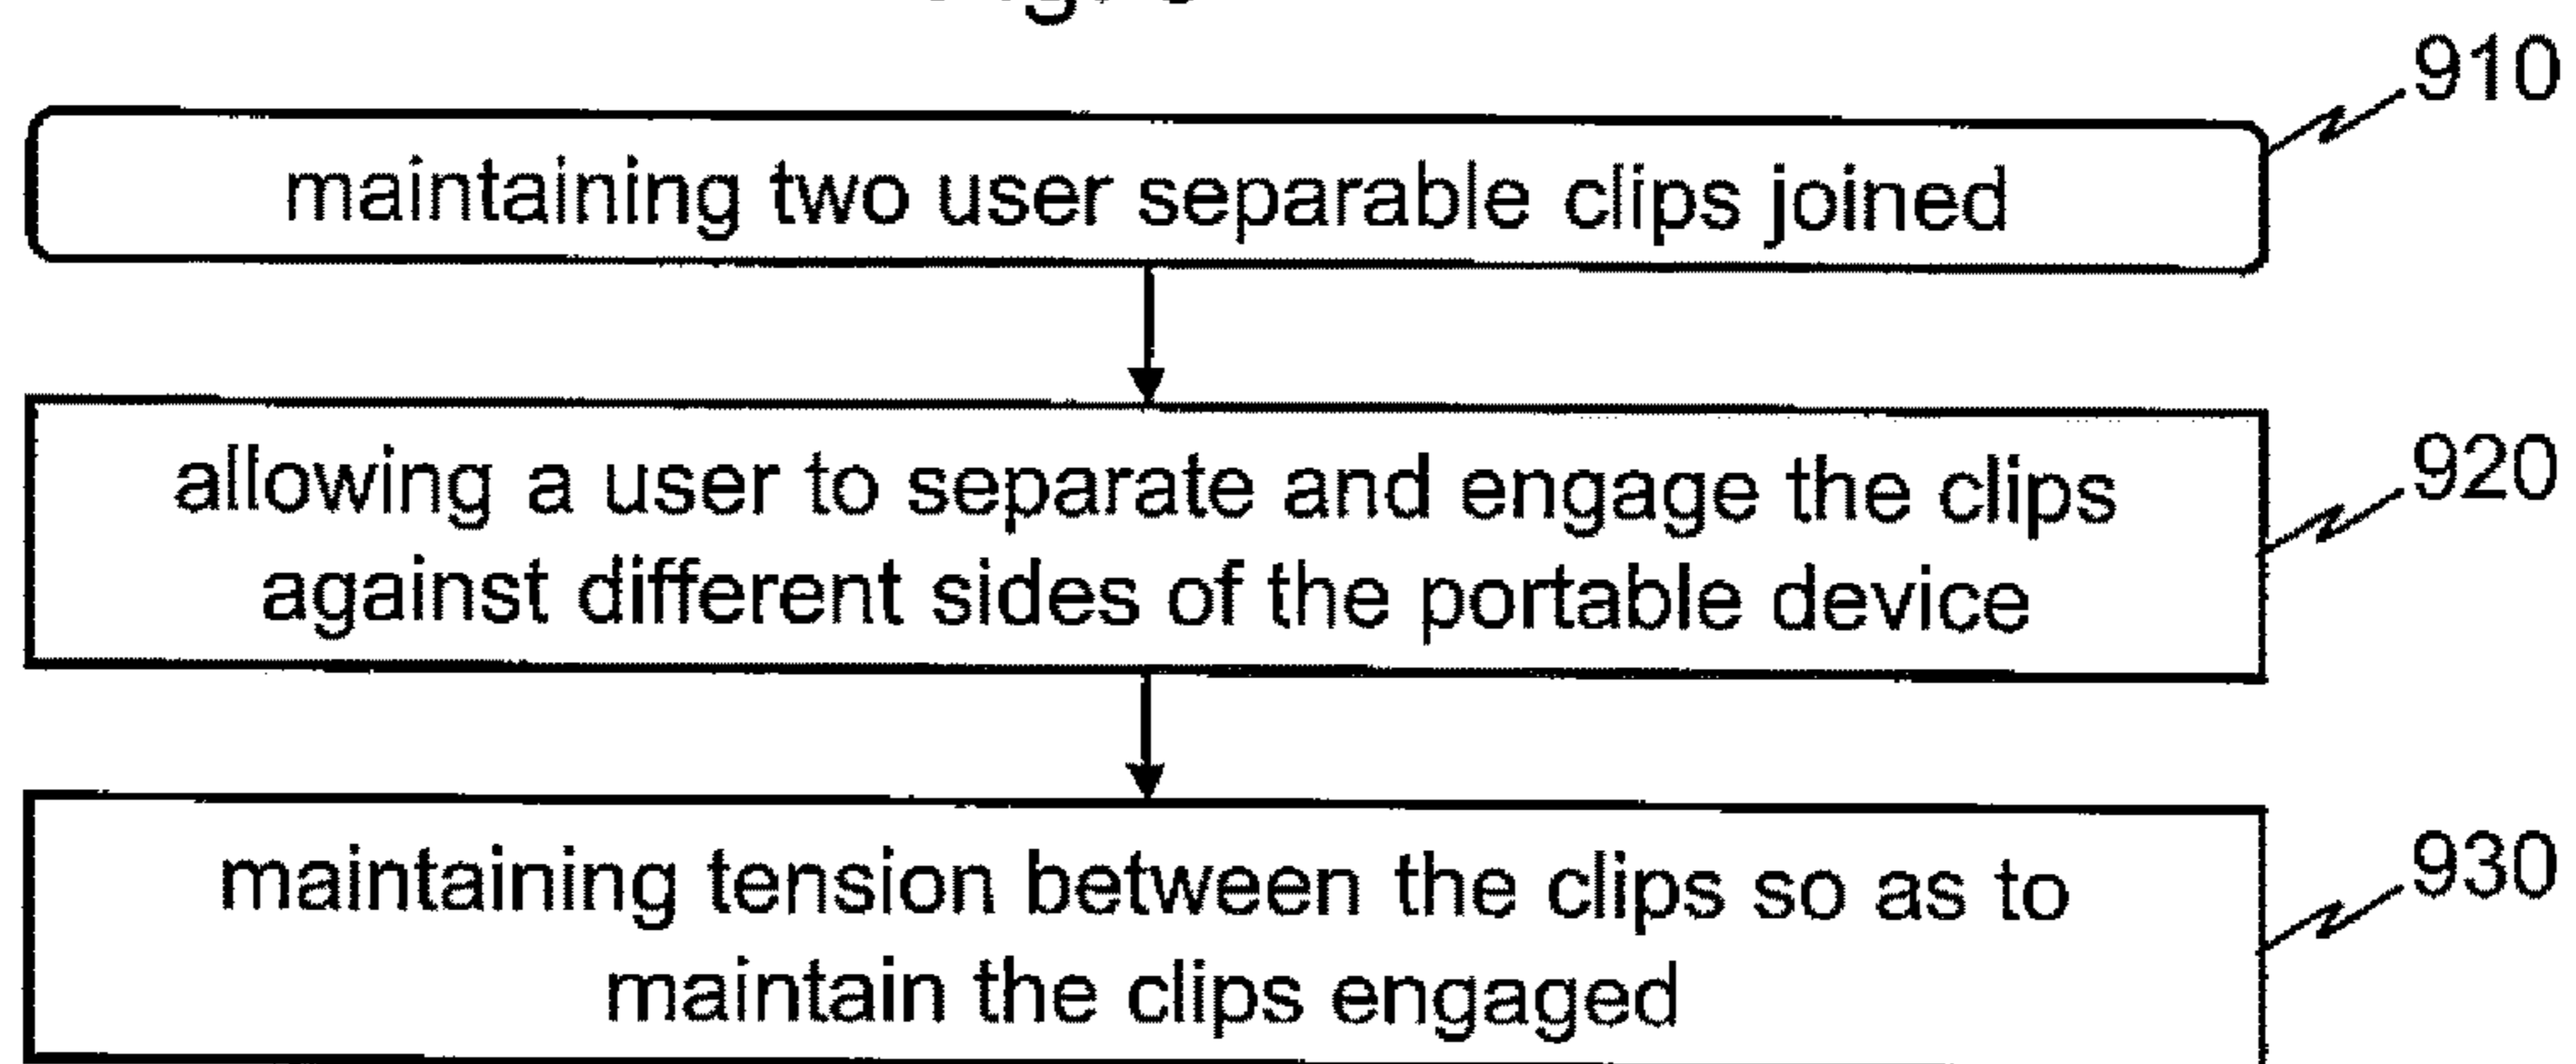 910
maintaining two user separable clips joined
920
allowing a user to separate and engage the clips
against different sides of the portable device
930
maintaining tension between the clips so as to
maintain the clips engaged